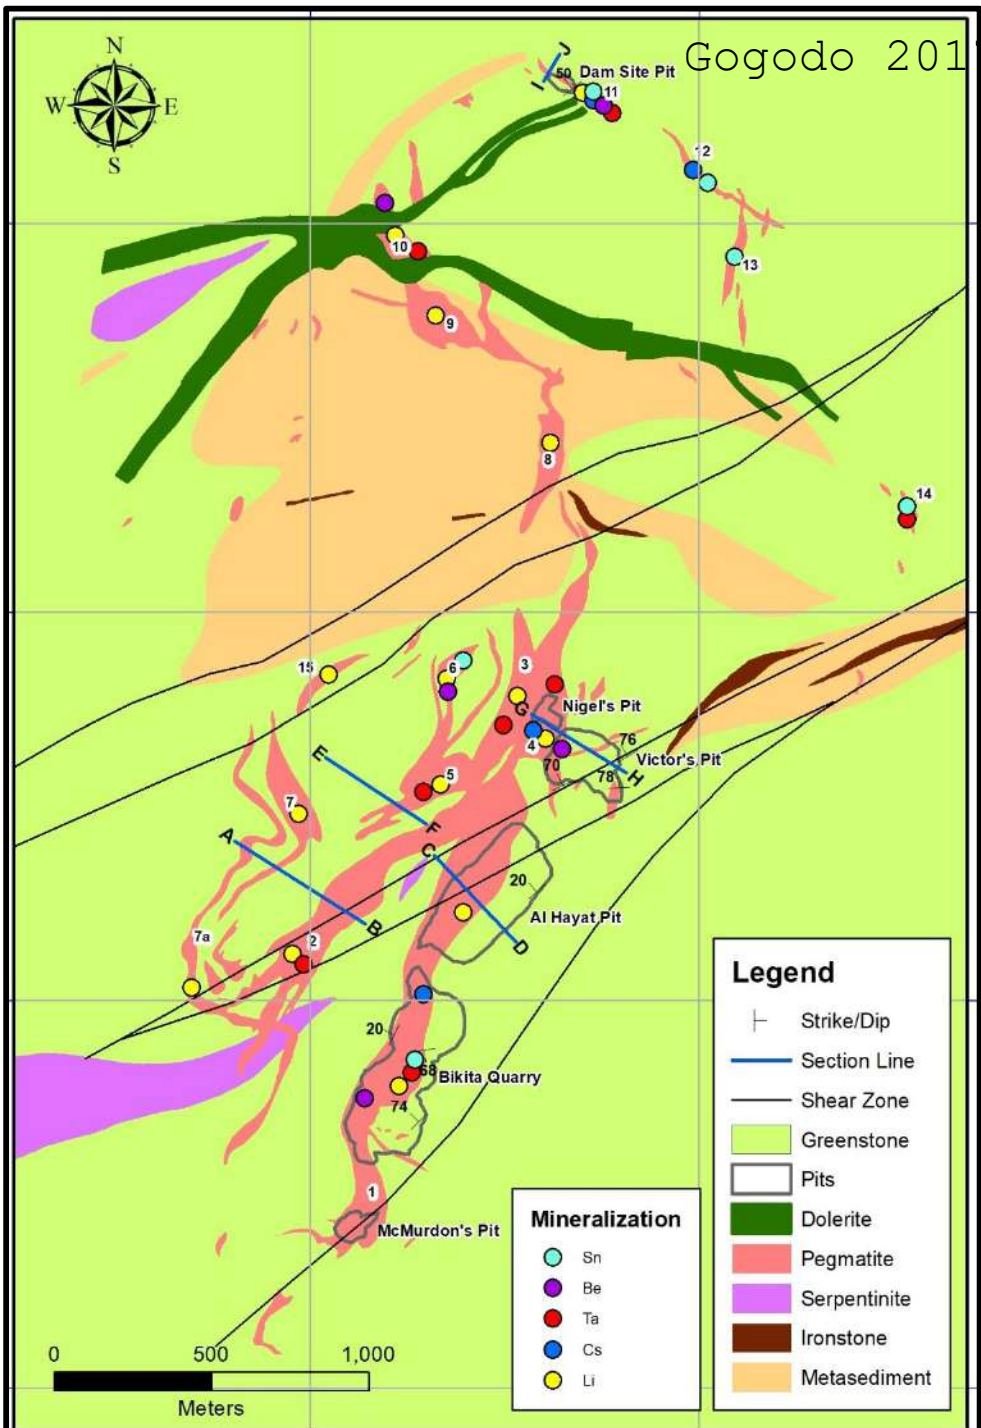 Gogodo 201
N
W E
S
J
50 Dam Site Pit
I
11
12
10
13
9
8
14
15
6
3
G
Nigel's Pit
4
76
70
Victor's Pit
78
H
E
5
7
F
A
C
20
B
Al Hayat Pit
D
7a
2
20
68
Bikita Quarry
74
1
McMurdon's Pit
0 500 1,000
Meters
Mineralization
Sn
Be
Ta
Cs
Li
Legend
Strike/Dip
Section Line
Shear Zone
Greenstone
Pits
Dolerite
Pegmatite
Serpentinite
Ironstone
Metasediment